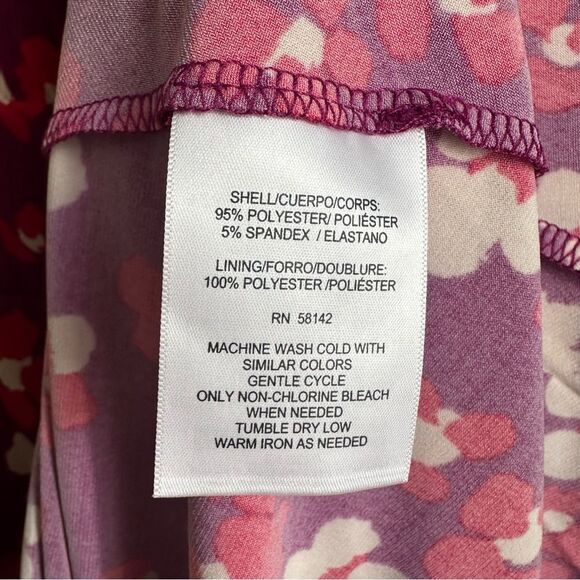 SHELL/CUERPO/CORPS:
95% POLYESTER/ POLIÉSTER
5% SPANDEX / ELASTANO
LINING/FORRO/DOUBLURE:
100% POLYESTER /POLIÉSTER
RN 58142
MACHINE WASH COLD WITH
SIMILAR COLORS
GENTLE CYCLE
ONLY NON-CHLORINE BLEACH
WHEN NEEDED
TUMBLE DRY LOW
WARM IRON AS NEEDED